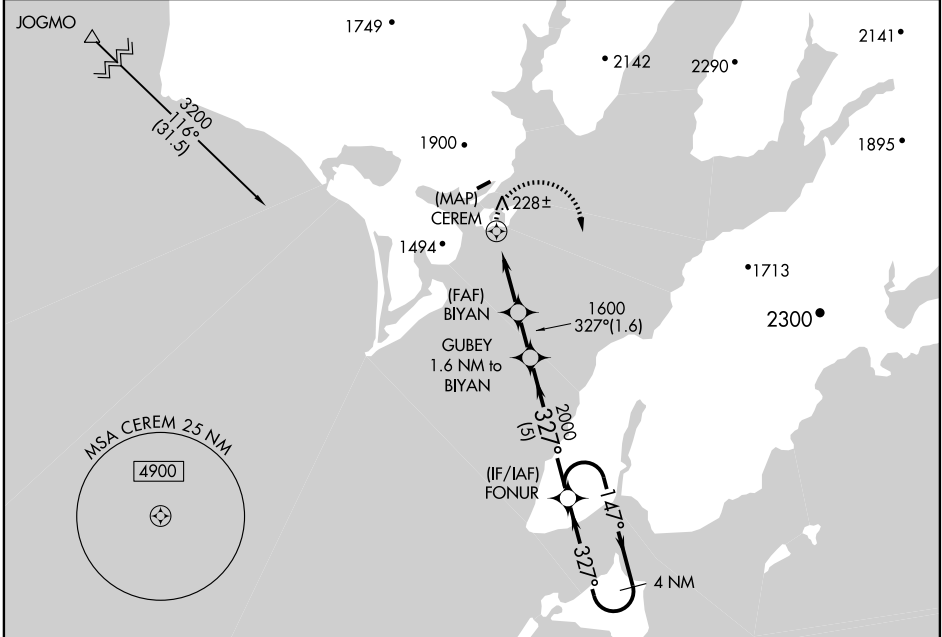 JOGMO
1749
2141
2142
2290
3200
116°
(31.5)
1900
1895
(MAP)
CEREM
228±
1494
1713
(FAF)
BIYAN
1600
327°(1.6)
2300
GUBEY
1.6 NM to
BIYAN
2000
327°
(5)
MSA CEREM 25 NM
4900
(IF/IAF)
FONUR
147°
327°
4 NM